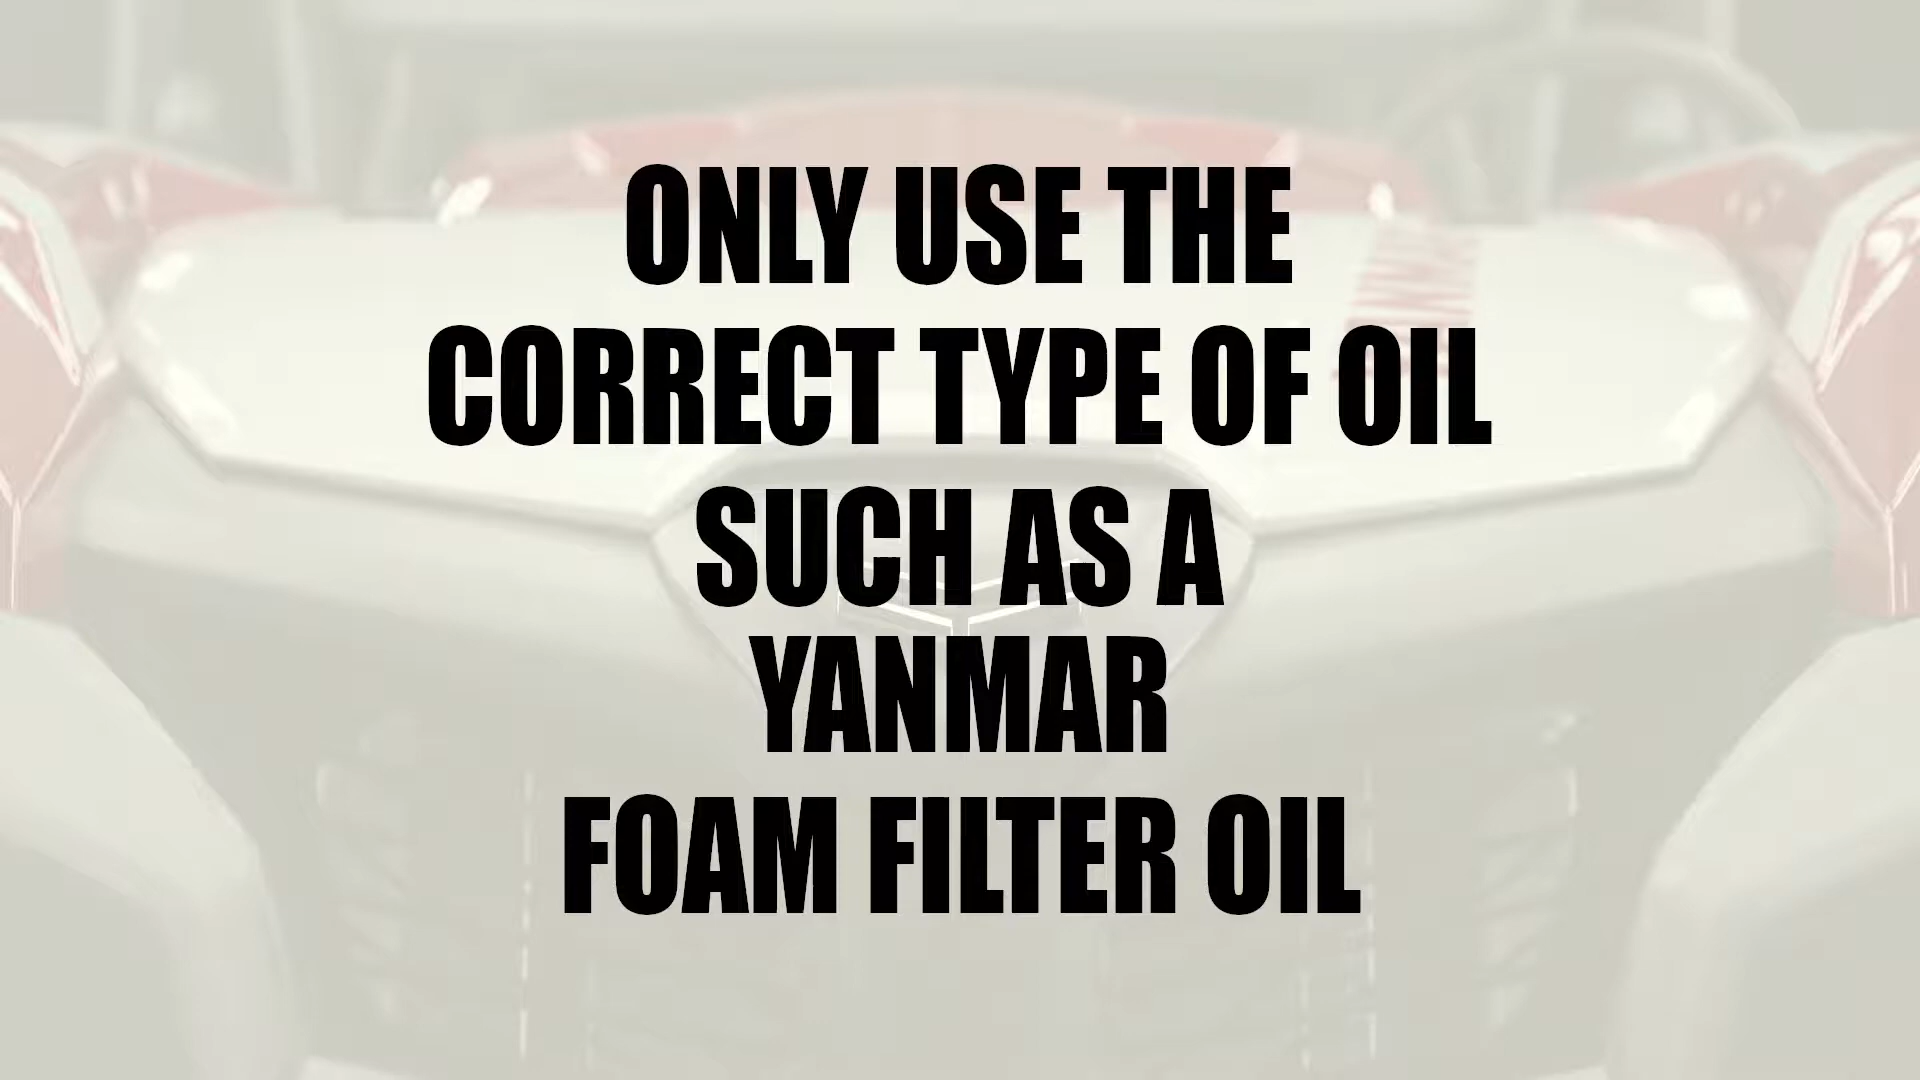 ONLY USE THE
CORRECT TYPE OF OIL
SUCH AS A
YANMAR
FOAM FILTER OIL